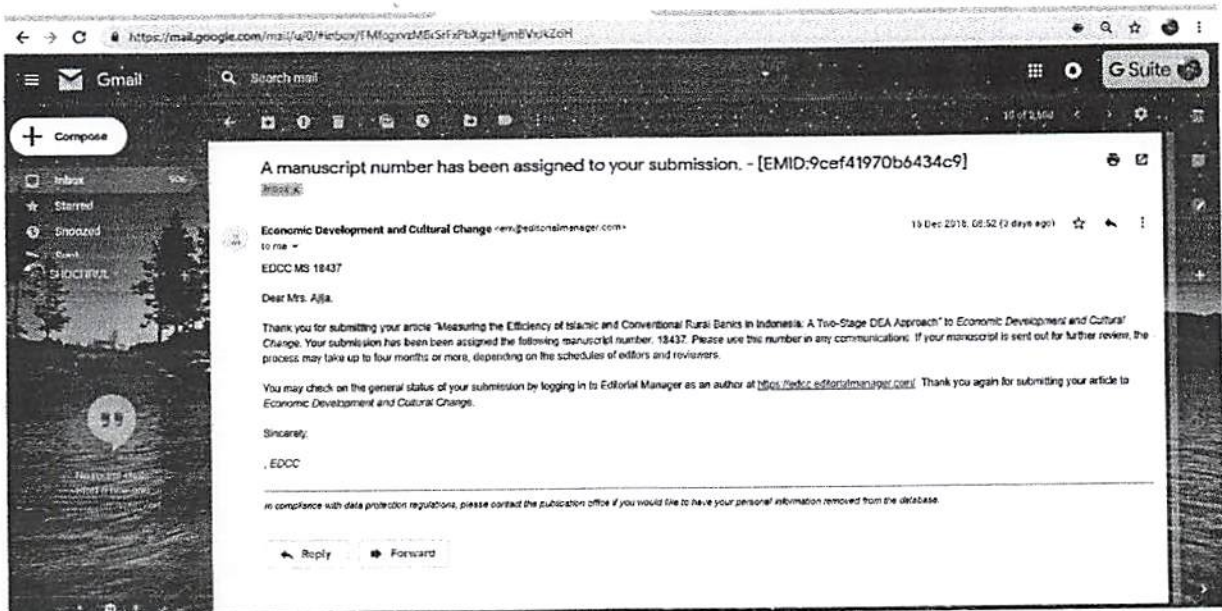 Gmail
Search mail
G Suite
Compose
Inbox
Starred
Snoozed
A manuscript number has been assigned to your submission. - [EMID:9cef41970b6434c9]
Economic Development and Cultural Change
(3 days ago)
to me
EDCC MS 18437
Dear Mrs. Ajija,
Thank you for submitting your article "Measuring the Efficiency of Islamic and Conventional Rural Banks in Indonesia: A Two-Stage DEA Approach" to Economic Development and Cultural
Change. Your submission has been been assigned the following manuscript number: 18437. Please use this number in any communications. If your manuscript is sent out for further review, the
process may take up to four months or more, depending on the schedules of editors and reviewers.
You may check on the general status of your submission by logging in to Editorial Manager as an author at https://edcc.editorialmanager.com/. Thank you again for submitting your article to
Economic Development and Cultural Change.
Sincerely,
, EDCC
In compliance with data protection regulations, please contact the publication office if you would like to have your personal information removed from the database.
Reply
Forward